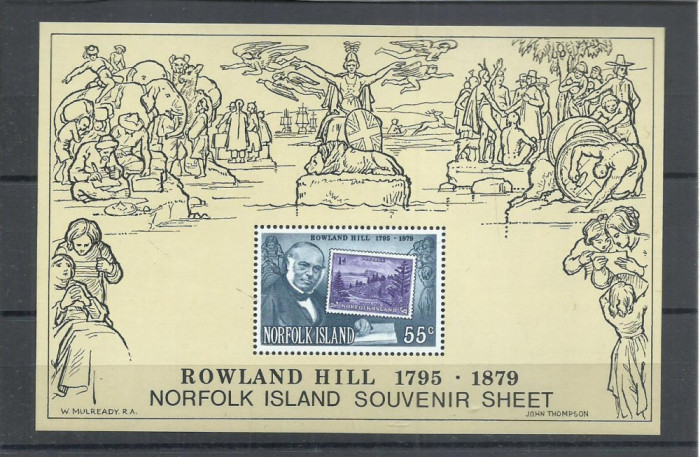 ROWLAND HILL 1795 · 1879
1d
NORFOLK ISLAND
NORFOLK ISLAND 55c
ROWLAND HILL 1795 · 1879
NORFOLK ISLAND SOUVENIR SHEET
W. MULREADY. R.A.
JOHN THOMPSON